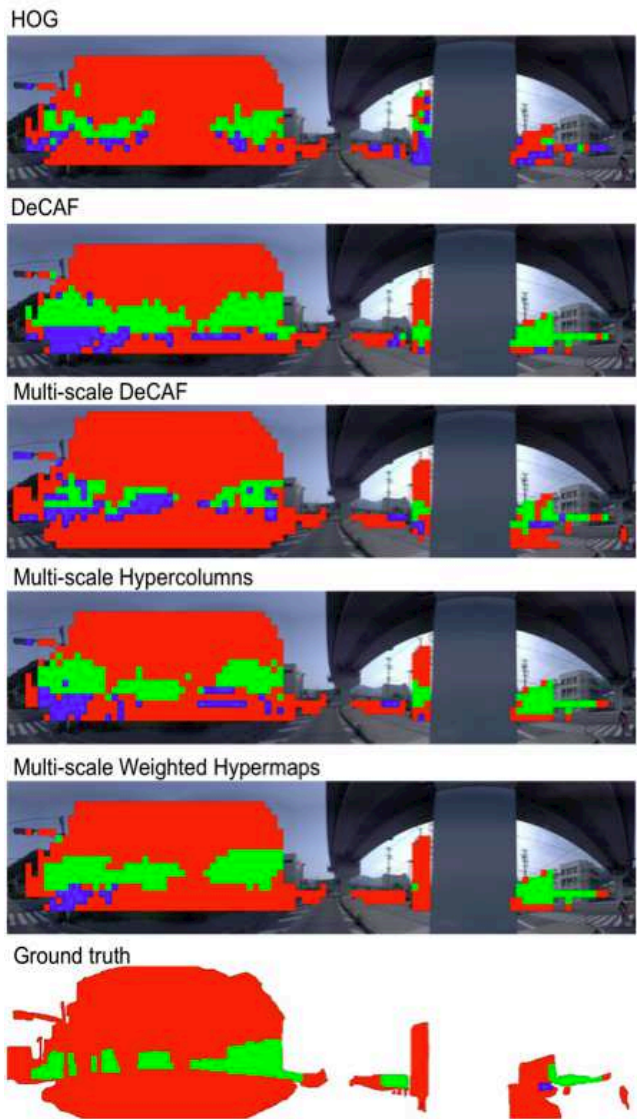 HOG
DeCAF
Multi-scale DeCAF
Multi-scale Hypercolumns
Multi-scale Weighted Hypermaps
Ground truth